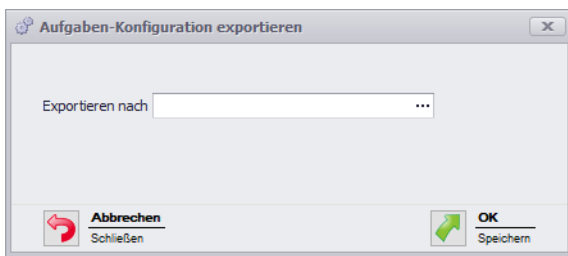 Aufgaben-Konfiguration exportieren
Exportieren nach ...
Abbrechen
Schließen
OK
Speichern